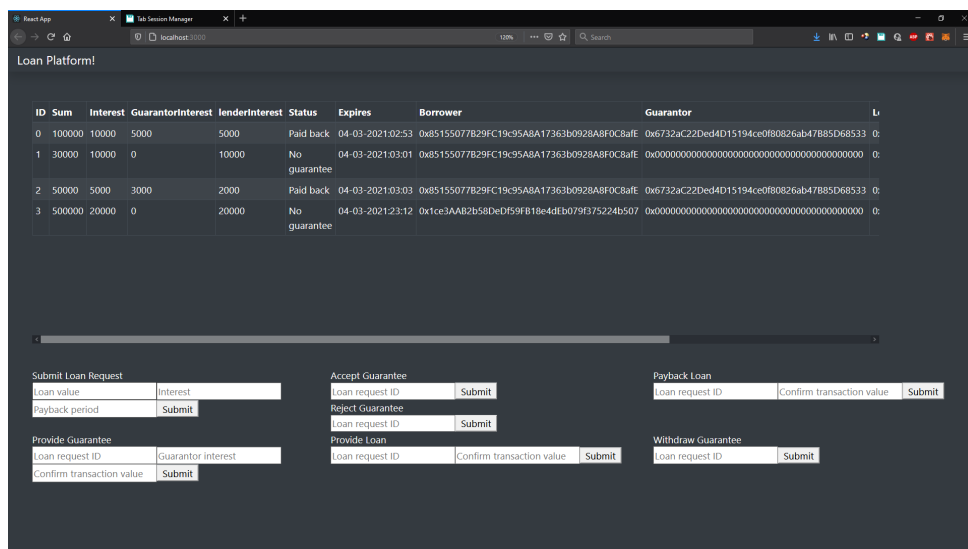 React App
Tab Session Manager
localhost:3000
120%
Search
Loan Platform!
ID Sum Interest GuarantorInterest lenderInterest Status Expires Borrower Guarantor
0 100000 10000 5000 5000 Paid back 04-03-2021:02:53 0x85155077B29FC19c95A8A17363b0928A8F0C8afE 0x6732aC22Ded4D15194ce0f80826ab47B85D68533
1 30000 10000 0 10000 No guarantee 04-03-2021:03:01 0x85155077B29FC19c95A8A17363b0928A8F0C8afE 0x0000000000000000000000000000000000000000
2 50000 5000 3000 2000 Paid back 04-03-2021:03:03 0x85155077B29FC19c95A8A17363b0928A8F0C8afE 0x6732aC22Ded4D15194ce0f80826ab47B85D68533
3 500000 20000 0 20000 No guarantee 04-03-2021:23:12 0x1ce3AAB2b58DeDf59FB18e4dEb079f375224b507 0x0000000000000000000000000000000000000000
Submit Loan Request
Loan value Interest
Payback period Submit
Accept Guarantee
Loan request ID Submit
Reject Guarantee
Loan request ID Submit
Payback Loan
Loan request ID Confirm transaction value Submit
Provide Guarantee
Loan request ID Guarantor interest
Confirm transaction value Submit
Provide Loan
Loan request ID Confirm transaction value Submit
Withdraw Guarantee
Loan request ID Submit